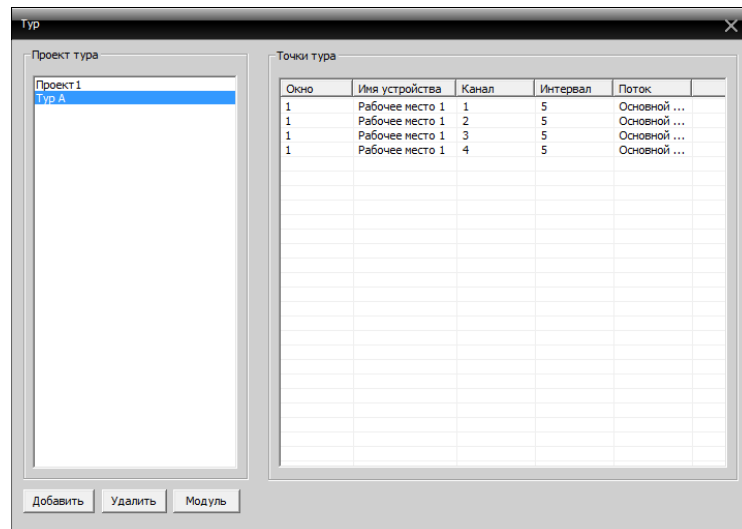 Тур
Проект тура
Проект1
Тур А
Точки тура
Окно Имя устройства Канал Интервал Поток
1 Рабочее место 1 1 5 Основной ...
1 Рабочее место 1 2 5 Основной ...
1 Рабочее место 1 3 5 Основной ...
1 Рабочее место 1 4 5 Основной ...
Добавить Удалить Модуль